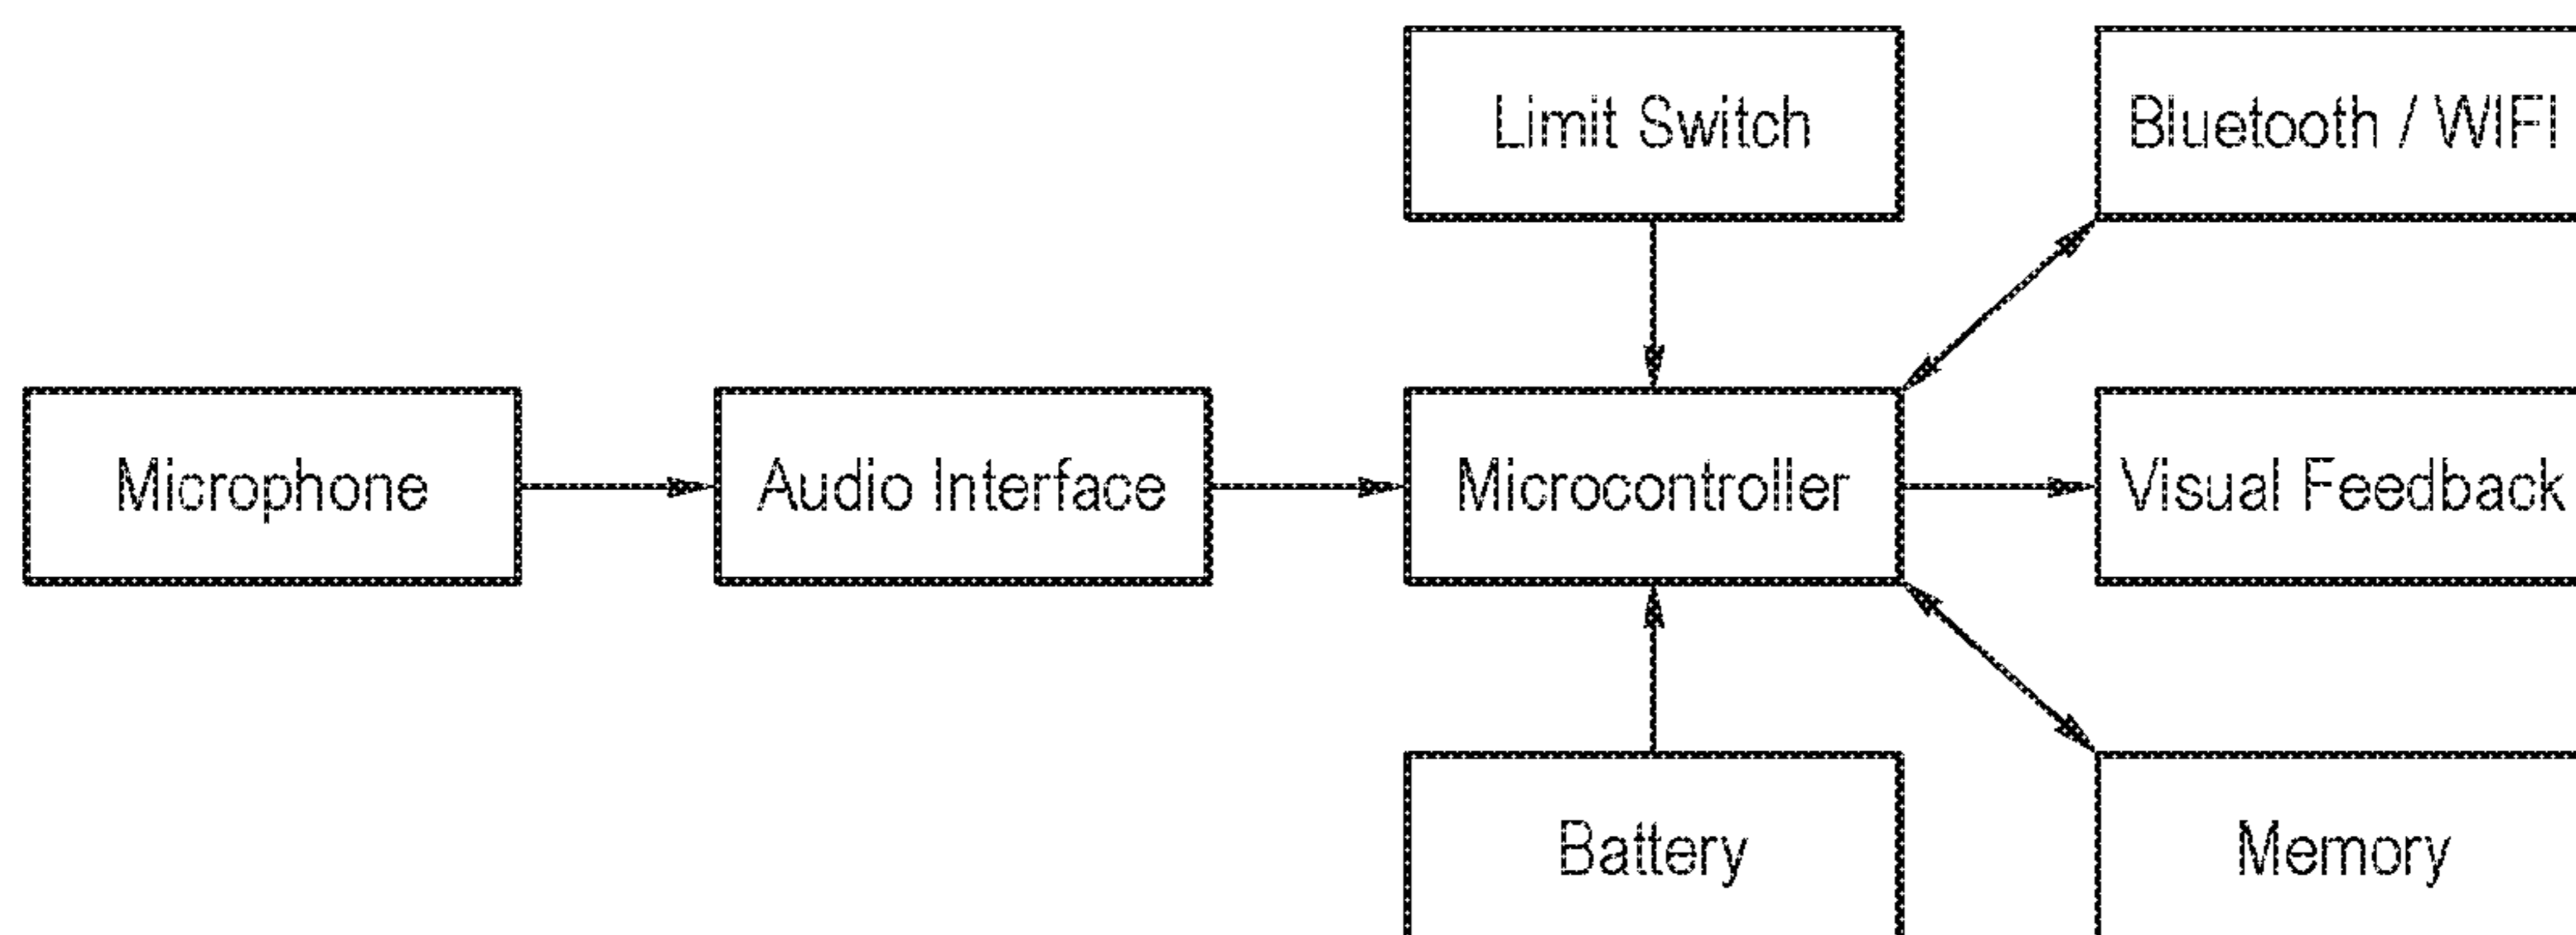 Limit Switch
Bluetooth / WIFI
Microphone
Audio Interface
Microcontroller
Visual Feedback
Battery
Memory